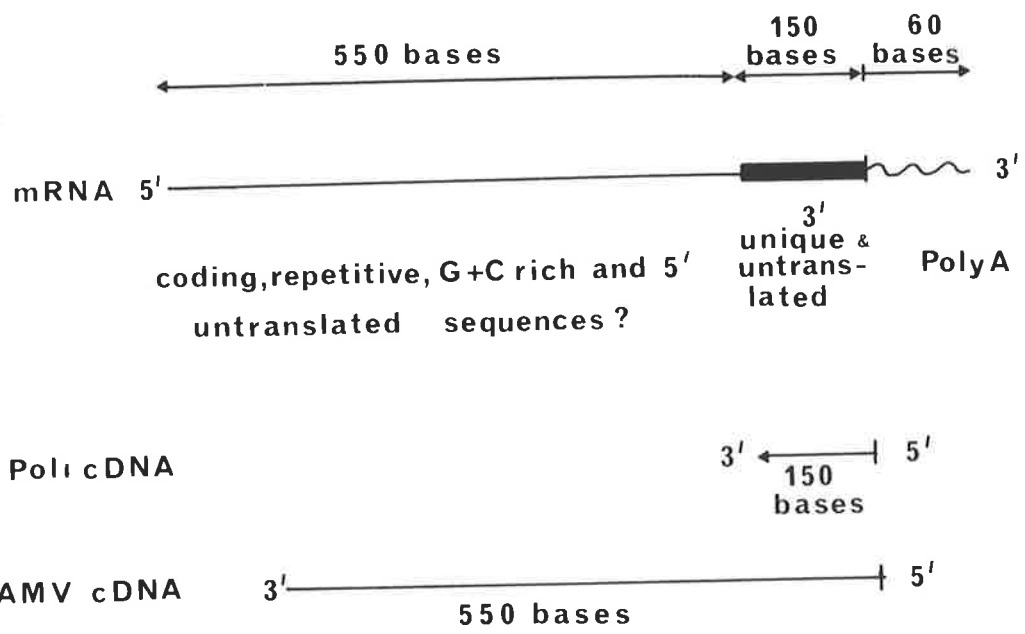 550 bases
150 bases
60 bases
mRNA 5' 3'
coding, repetitive, G+C rich and 5'
untranslated sequences ?
3'
unique &
untrans-
lated
PolyA
Pol I cDNA 3' 5'
150
bases
AMV cDNA 3' 5'
550 bases